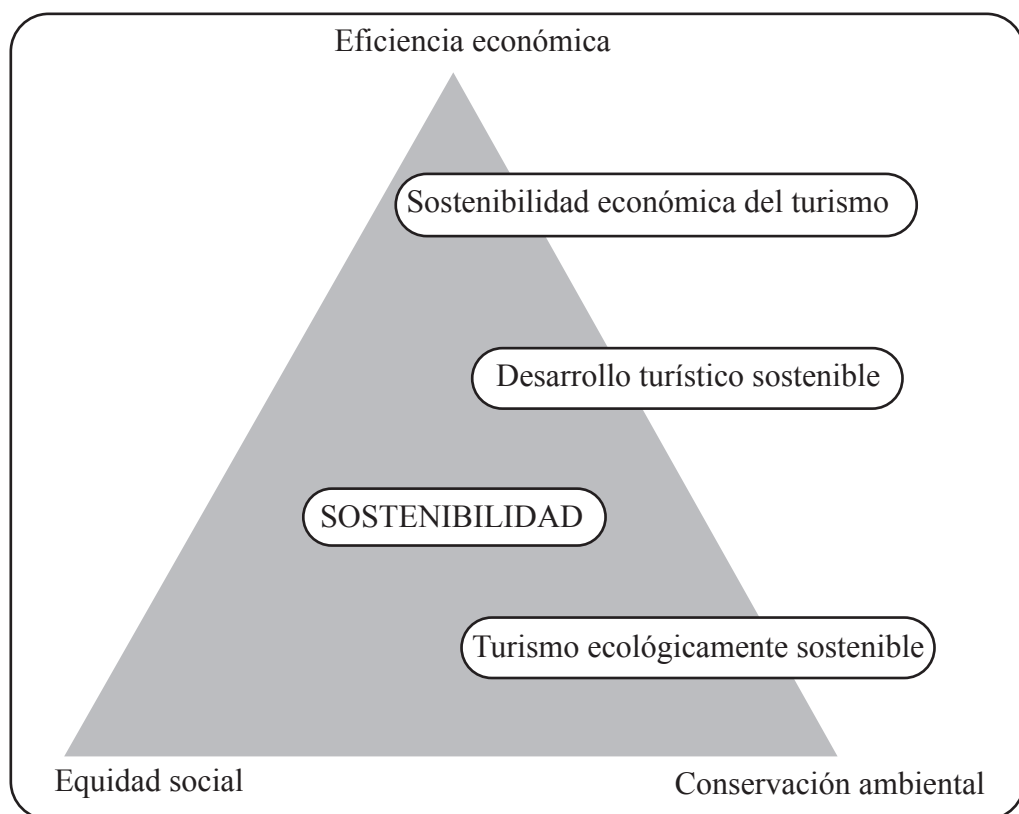 Eficiencia económica
Sostenibilidad económica del turismo
Desarrollo turístico sostenible
SOSTENIBILIDAD
Turismo ecológicamente sostenible
Equidad social
Conservación ambiental